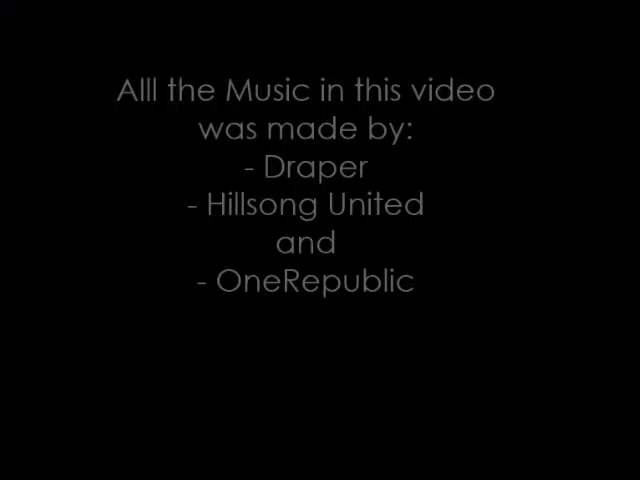 Alll the Music in this video
was made by:
- Draper
- Hillsong United
and
- OneRepublic